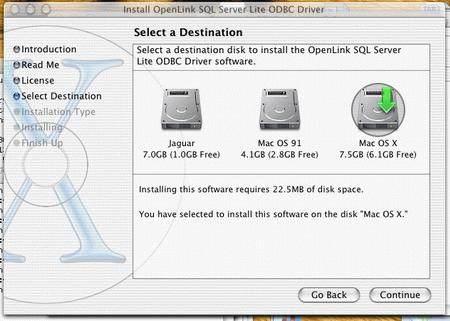 Install OpenLink SQL Server Lite ODBC Driver
Select a Destination
Introduction
Read Me
License
Select Destination
Installation Type
Installing
Finish Up
Select a destination disk to install the OpenLink SQL Server
Lite ODBC Driver software.
Jaguar
7.0GB (1.0GB Free)
Mac OS 91
4.1GB (2.8GB Free)
Mac OS X
7.5GB (6.1GB Free)
Installing this software requires 22.5MB of disk space.
You have selected to install this software on the disk "Mac OS X."
Go Back
Continue